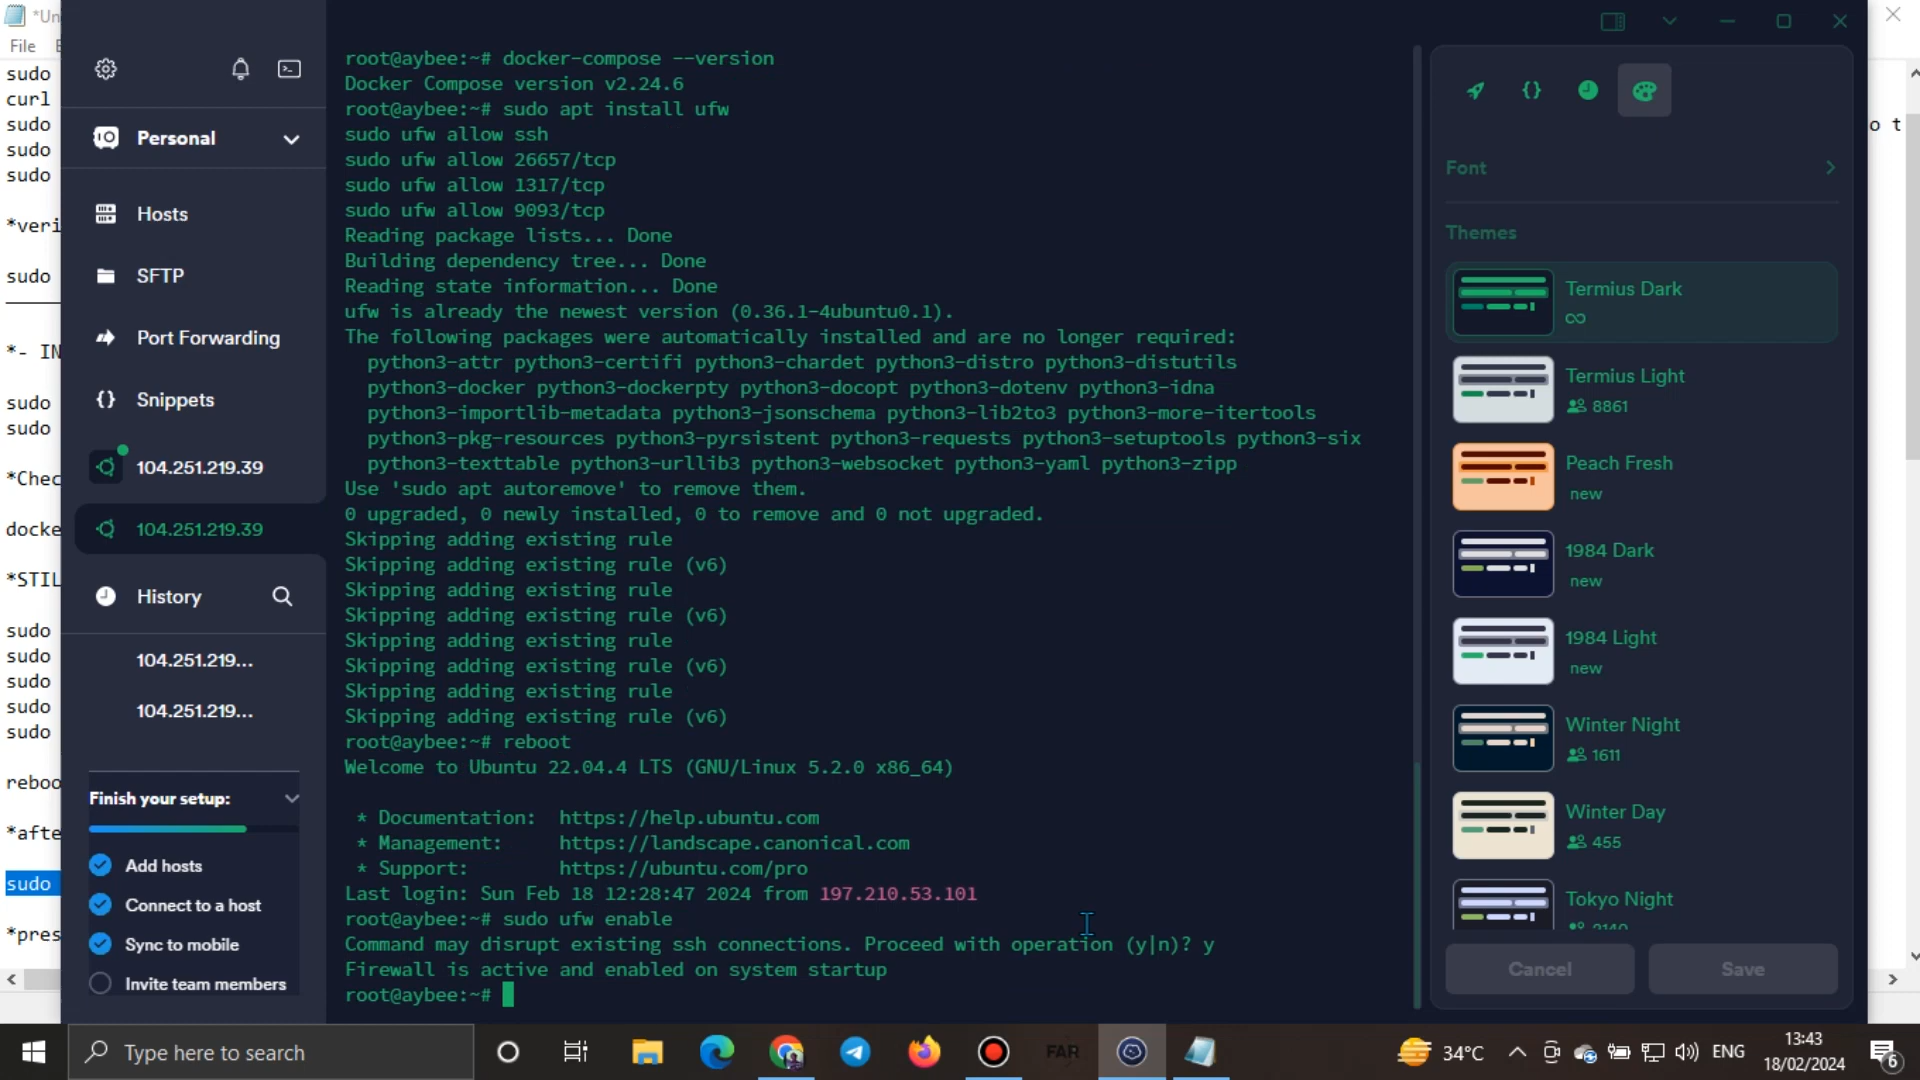 *Un
File
sudo
curl
sudo
sudo
sudo
*veri
sudo
*- IN
sudo
sudo
*Chec
docke
*STIL
sudo
sudo
sudo
sudo
sudo
reboo
*afte
sudo
*pres
Personal
Hosts
SFTP
Port Forwarding
Snippets
104.251.219.39
104.251.219.39
History
104.251.219...
104.251.219...
Finish your setup:
Add hosts
Connect to a host
Sync to mobile
Invite team members
root@aybee:~# docker-compose --version
Docker Compose version v2.24.6
root@aybee:~# sudo apt install ufw
sudo ufw allow ssh
sudo ufw allow 26657/tcp
sudo ufw allow 1317/tcp
sudo ufw allow 9093/tcp
Reading package lists... Done
Building dependency tree... Done
Reading state information... Done
ufw is already the newest version (0.36.1-4ubuntu0.1).
The following packages were automatically installed and are no longer required:
python3-attr python3-certifi python3-chardet python3-distro python3-distutils
python3-docker python3-dockerpty python3-docopt python3-dotenv python3-idna
python3-importlib-metadata python3-jsonschema python3-lib2to3 python3-more-itertools
python3-pkg-resources python3-pyrsistent python3-requests python3-setuptools python3-six
python3-texttable python3-urllib3 python3-websocket python3-yaml python3-zipp
Use 'sudo apt autoremove' to remove them.
0 upgraded, 0 newly installed, 0 to remove and 0 not upgraded.
Skipping adding existing rule
Skipping adding existing rule (v6)
Skipping adding existing rule
Skipping adding existing rule (v6)
Skipping adding existing rule
Skipping adding existing rule (v6)
Skipping adding existing rule
Skipping adding existing rule (v6)
root@aybee:~# reboot
Welcome to Ubuntu 22.04.4 LTS (GNU/Linux 5.2.0 x86_64)
* Documentation: https://help.ubuntu.com
* Management: https://landscape.canonical.com
* Support: https://ubuntu.com/pro
Last login: Sun Feb 18 12:28:47 2024 from 197.210.53.101
root@aybee:~# sudo ufw enable
Command may disrupt existing ssh connections. Proceed with operation (y|n)? y
Firewall is active and enabled on system startup
root@aybee:~#
Font
Themes
Termius Dark
Termius Light
8861
Peach Fresh
new
1984 Dark
new
1984 Light
new
Winter Night
1611
Winter Day
455
Tokyo Night
Cancel
Save
o t
Type here to search
FAR
34°C
ENG
13:43
18/02/2024
6